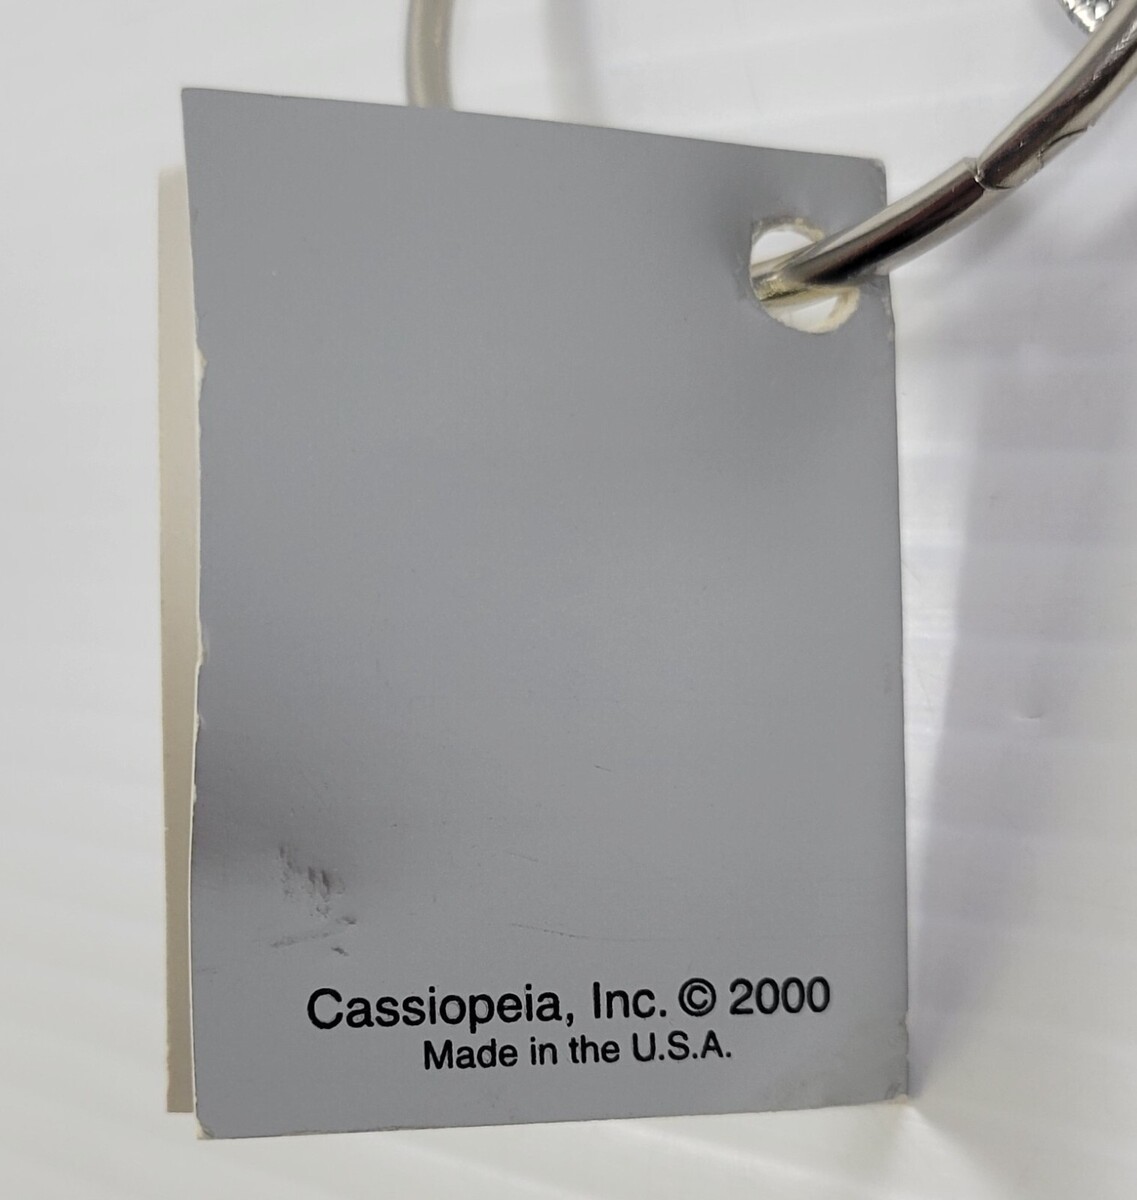 Cassiopeia, Inc. © 2000
Made in the U.S.A.